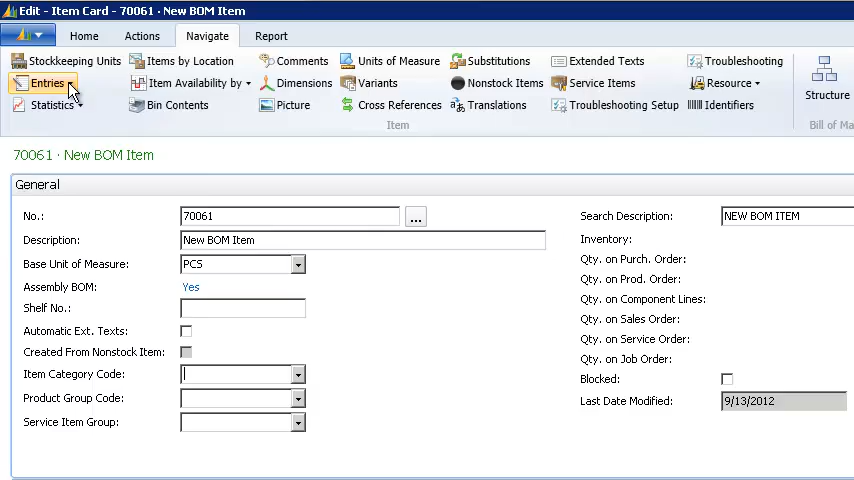 Edit - Item Card - 70061 · New BOM Item
Home Actions Navigate Report
Stockkeeping Units Items by Location Comments Units of Measure Substitutions Extended Texts Troubleshooting
Entries Item Availability by Dimensions Variants Nonstock Items Service Items Resource Structure
Statistics Bin Contents Picture Cross References Translations Troubleshooting Setup Identifiers
Item Bill of Ma
70061 · New BOM Item
General
No.: 70061 ... Search Description: NEW BOM ITEM
Description: New BOM Item Inventory:
Base Unit of Measure: PCS Qty. on Purch. Order:
Qty. on Prod. Order:
Assembly BOM: Yes Qty. on Component Lines:
Shelf No.: Qty. on Sales Order:
Automatic Ext. Texts: Qty. on Service Order:
Created From Nonstock Item: Qty. on Job Order:
Item Category Code: Blocked:
Product Group Code: Last Date Modified: 9/13/2012
Service Item Group: